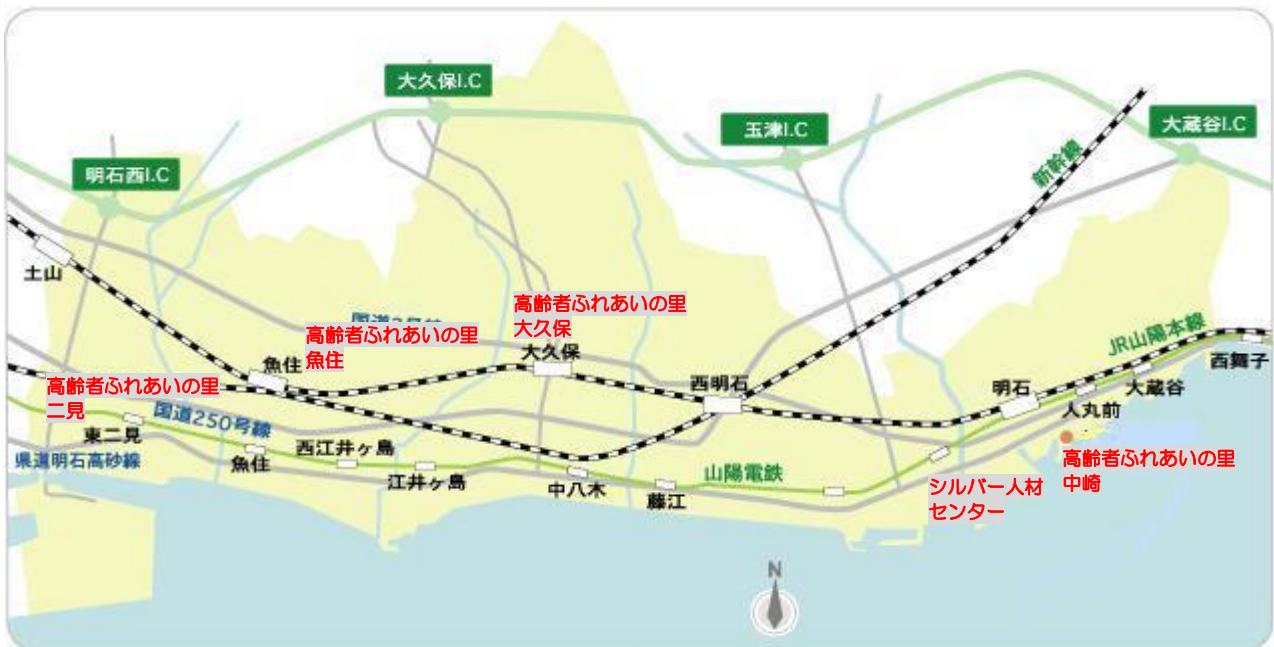 大久保I.C
玉津I.C
大蔵谷I.C
明石西I.C
新幹線
土山
高齢者ふれあいの里
大久保
高齢者ふれあいの里
魚住
大久保
魚住
JR山陽本線
西舞子
高齢者ふれあいの里
二見
西明石
明石
大蔵谷
人丸前
国道250号線
東二見
魚住
西江井ヶ島
県道明石高砂線
江井ヶ島
中八木
藤江
山陽電鉄
高齢者ふれあいの里
中崎
シルバー人材
センター
N